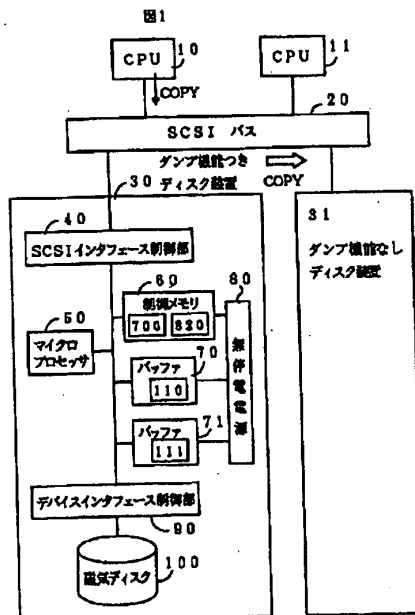 図1
10
11
CPU
CPU
COPY
20
SCSI バス
ダンプ機能つき
30
ディスク装置
COPY
40
31
SCSIインタフェース制御部
ダンプ機能なし
ディスク装置
60
80
制御メモリ
50
700
820
マイクロ
プロセッサ
70
バッファ
110
無停電電源
71
バッファ
111
デバイスインタフェース制御部
90
磁気ディスク
100